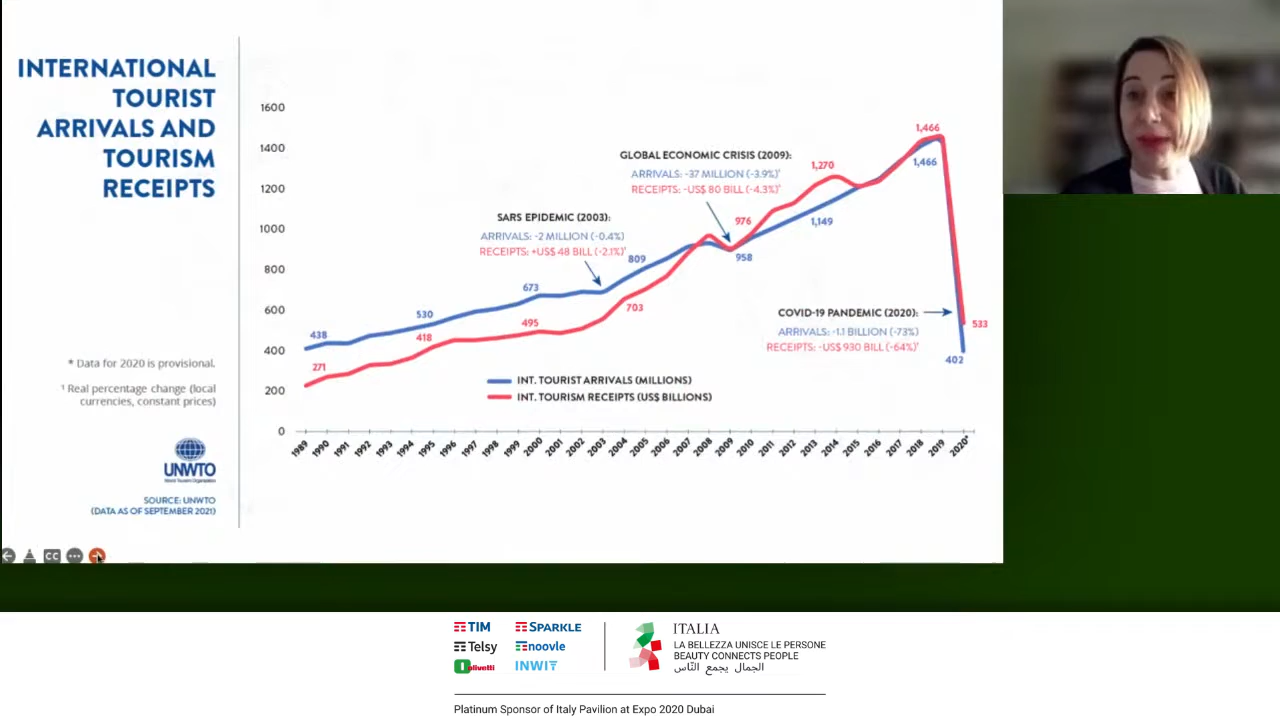 INTERNATIONAL
TOURIST
ARRIVALS AND
TOURISM
RECEIPTS
* Data for 2020 is provisional.
¹ Real percentage change (local
currencies, constant prices)
UNWTO
World Tourism Organization
SOURCE: UNWTO
(DATA AS OF SEPTEMBER 2021)
1600
1400
1200
1000
800
600
400
200
0
438
271
530
418
673
495
SARS EPIDEMIC (2003):
ARRIVALS: -2 MILLION (-0.4%)
RECEIPTS: +US$ 48 BILL (-2.1%)¹
809
703
GLOBAL ECONOMIC CRISIS (2009):
ARRIVALS: -37 MILLION (-3.9%)¹
RECEIPTS: -US$ 80 BILL (-4.3%)¹
976
958
1,270
1,149
1,466
1,466
COVID-19 PANDEMIC (2020):
ARRIVALS: -1.1 BILLION (-73%)
RECEIPTS: -US$ 930 BILL (-64%)¹
533
402
INT. TOURIST ARRIVALS (MILLIONS)
INT. TOURISM RECEIPTS (US$ BILLIONS)
1989 1990 1991 1992 1993 1994 1995 1996 1997 1998 1999 2000 2001 2002 2003 2004 2005 2006 2007 2008 2009 2010 2011 2012 2013 2014 2015 2016 2017 2018 2019 2020*
CC
TIM SPARKLE
Telsy noovle
olivetti INWIT
ITALIA
LA BELLEZZA UNISCE LE PERSONE
BEAUTY CONNECTS PEOPLE
الجمال يجمع النّاس
Platinum Sponsor of Italy Pavilion at Expo 2020 Dubai